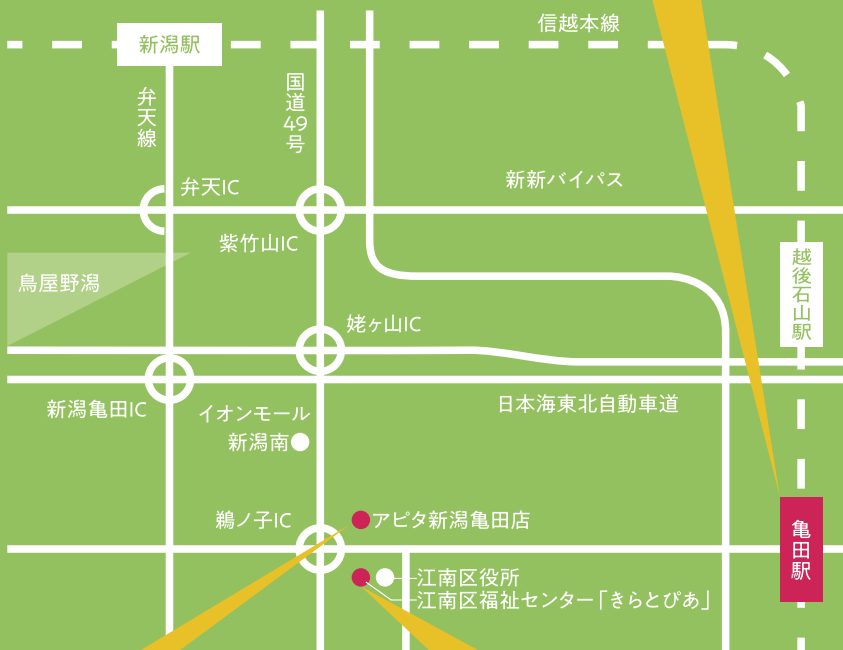 信越本線
新潟駅
弁天線
国道49号
新新バイパス
弁天IC
紫竹山IC
越後石山駅
鳥屋野潟
姥ヶ山IC
日本海東北自動車道
新潟亀田IC
イオンモール
新潟南
鵜ノ子IC
アピタ新潟亀田店
亀田駅
江南区役所
江南区福祉センター「きらとぴあ」